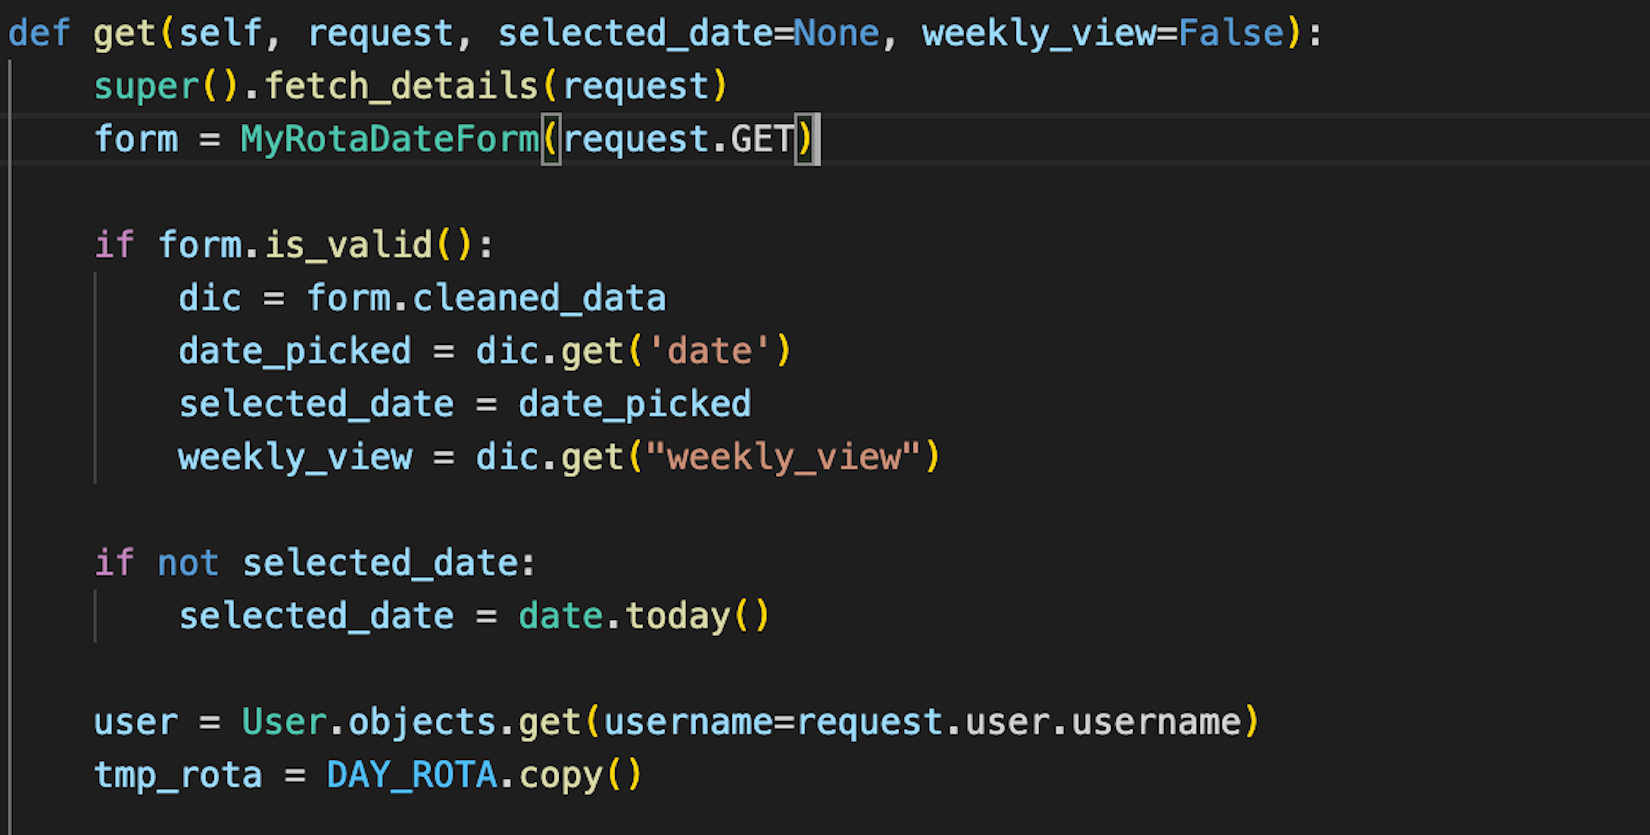 def get(self, request, selected_date=None, weekly_view=False):
    super().fetch_details(request)
    form = MyRotaDateForm(request.GET)
    if form.is_valid():
        dic = form.cleaned_data
        date_picked = dic.get('date')
        selected_date = date_picked
        weekly_view = dic.get("weekly_view")
    if not selected_date:
        selected_date = date.today()
    user = User.objects.get(username=request.user.username)
    tmp_rota = DAY_ROTA.copy()